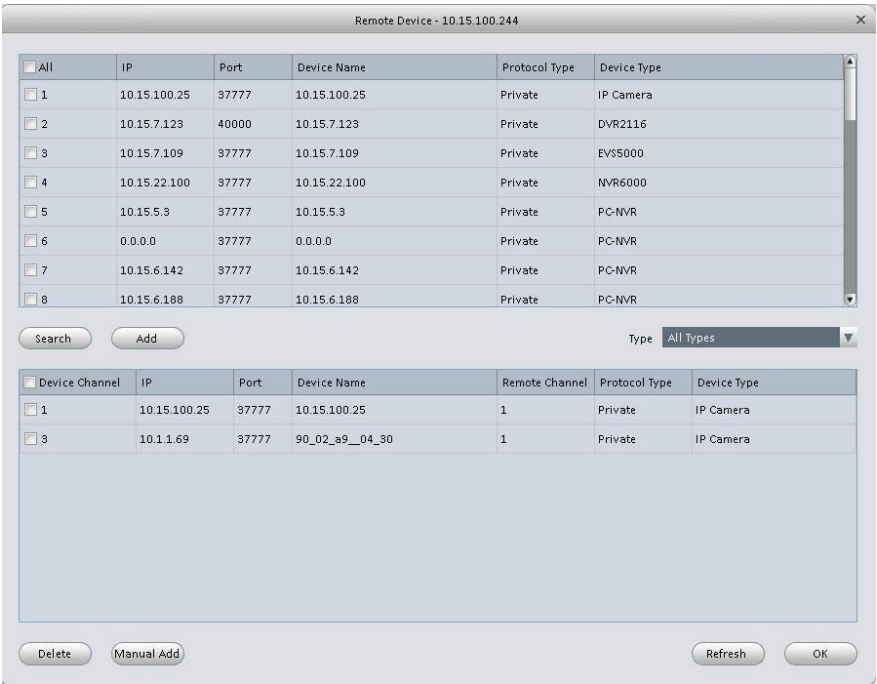 Remote Device - 10.15.100.244
All IP Port Device Name Protocol Type Device Type
1 10.15.100.25 37777 10.15.100.25 Private IP Camera
2 10.15.7.123 40000 10.15.7.123 Private DVR2116
3 10.15.7.109 37777 10.15.7.109 Private EVS5000
4 10.15.22.100 37777 10.15.22.100 Private NVR6000
5 10.15.5.3 37777 10.15.5.3 Private PC-NVR
6 0.0.0.0 37777 0.0.0.0 Private PC-NVR
7 10.15.6.142 37777 10.15.6.142 Private PC-NVR
8 10.15.6.188 37777 10.15.6.188 Private PC-NVR
Search Add Type All Types
Device Channel IP Port Device Name Remote Channel Protocol Type Device Type
1 10.15.100.25 37777 10.15.100.25 1 Private IP Camera
3 10.1.1.69 37777 90_02_a9__04_30 1 Private IP Camera
Delete Manual Add Refresh OK